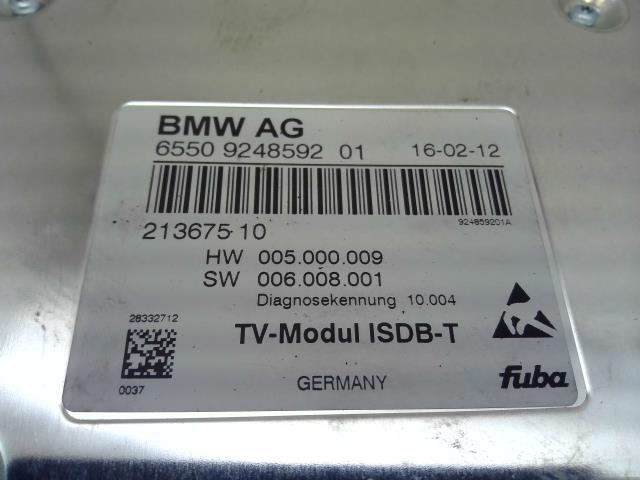 BMW AG
6550 9248592 01 16-02-12
924859201A
213675 10
HW 005.000.009
SW 006.008.001
Diagnosekennung 10.004
28332712
TV-Modul ISDB-T
0037
GERMANY
fuba